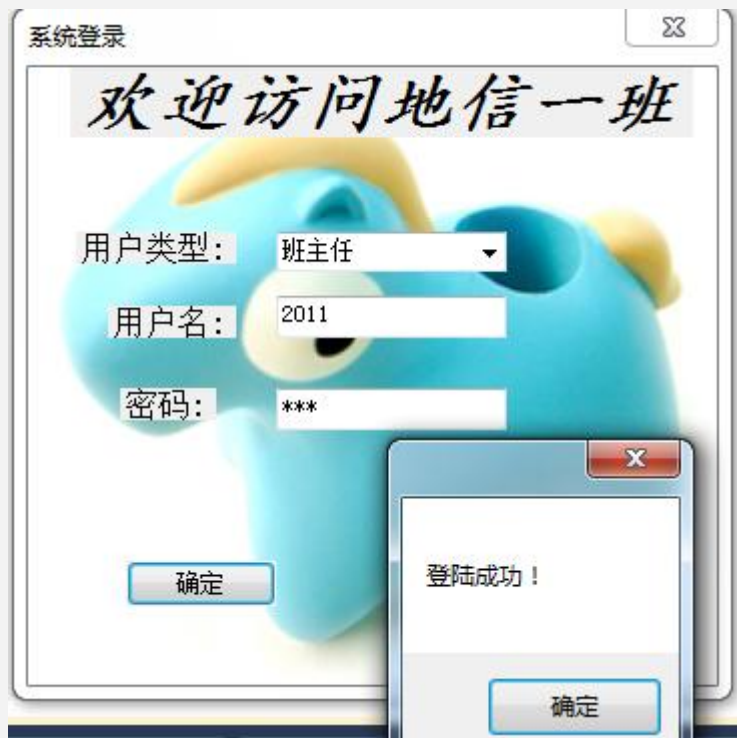 系统登录
欢迎访问地信一班
用户类型： 班主任
用户名： 2011
密码： ***
登陆成功！
确定
确定